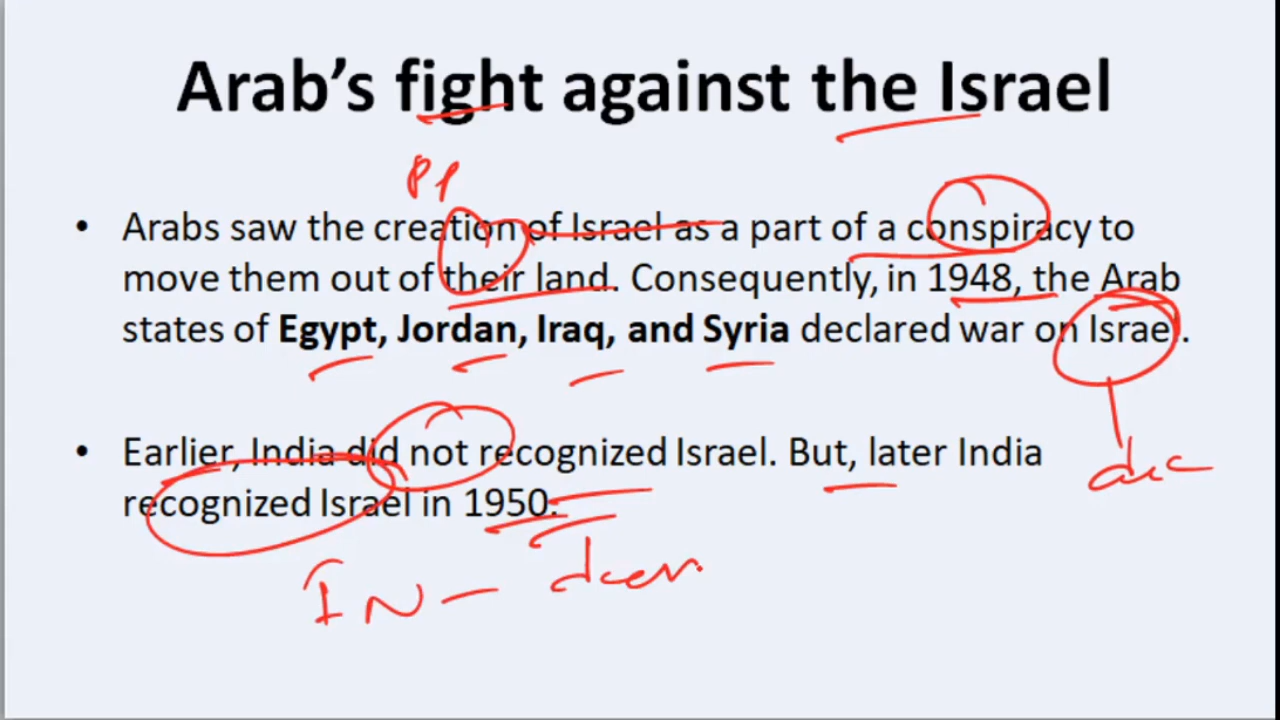 Arab’s fight against the Israel
• Arabs saw the creation of Israel as a part of a conspiracy to
move them out of their land. Consequently, in 1948, the Arab
states of Egypt, Jordan, Iraq, and Syria declared war on Israel.
• Earlier, India did not recognized Israel. But, later India
recognized Israel in 1950.
IN –